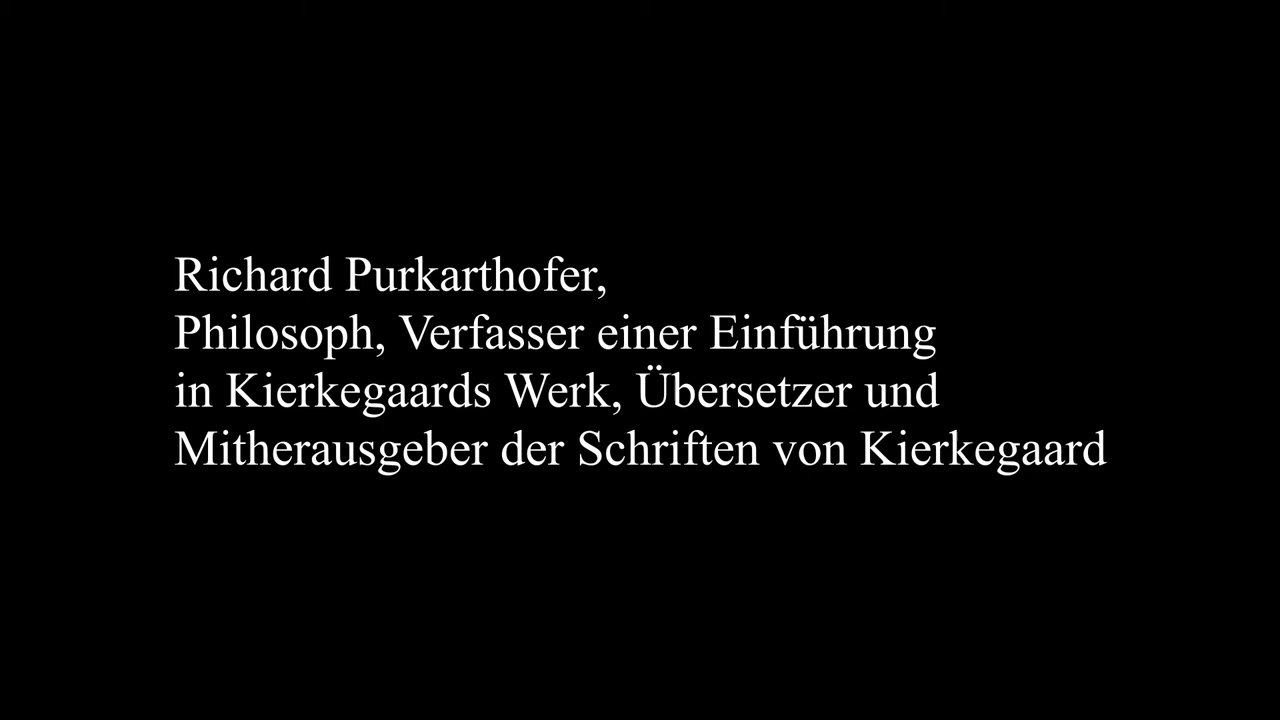 Richard Purkarthofer,
Philosoph, Verfasser einer Einführung
in Kierkegaards Werk, Übersetzer und
Mitherausgeber der Schriften von Kierkegaard